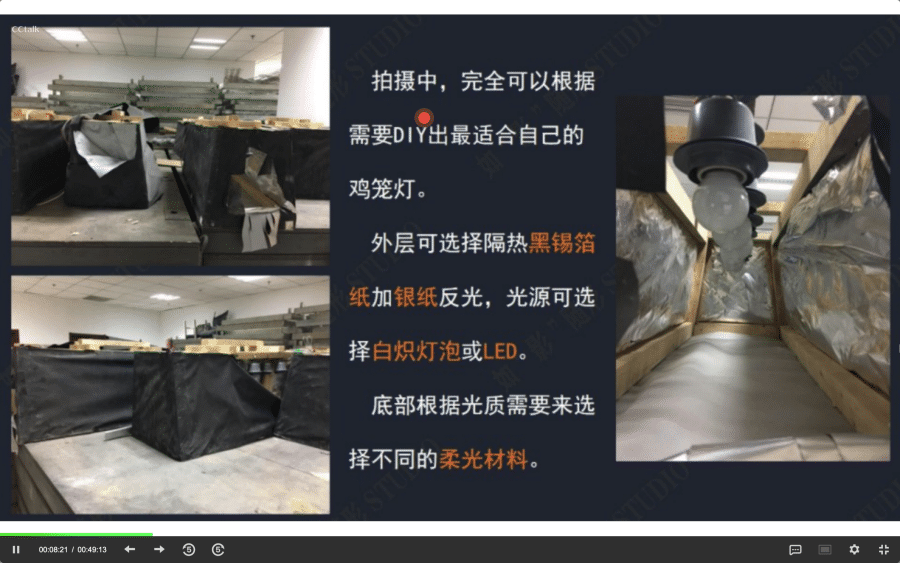 CCtalk
拍摄中，完全可以根据
需要DIY出最适合自己的
鸡笼灯。
外层可选择隔热黑锡箔
纸加银纸反光，光源可选
择白炽灯泡或LED。
底部根据光质需要来选
择不同的柔光材料。
00:08:21 / 00:49:13